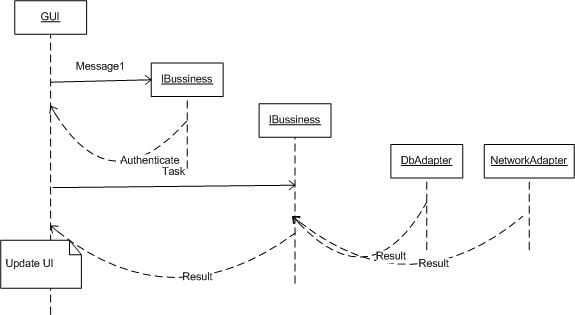 GUI
Message1
IBussiness
IBussiness
Authenticate
Task
DbAdapter
NetworkAdapter
Update UI
Result
Result
Result